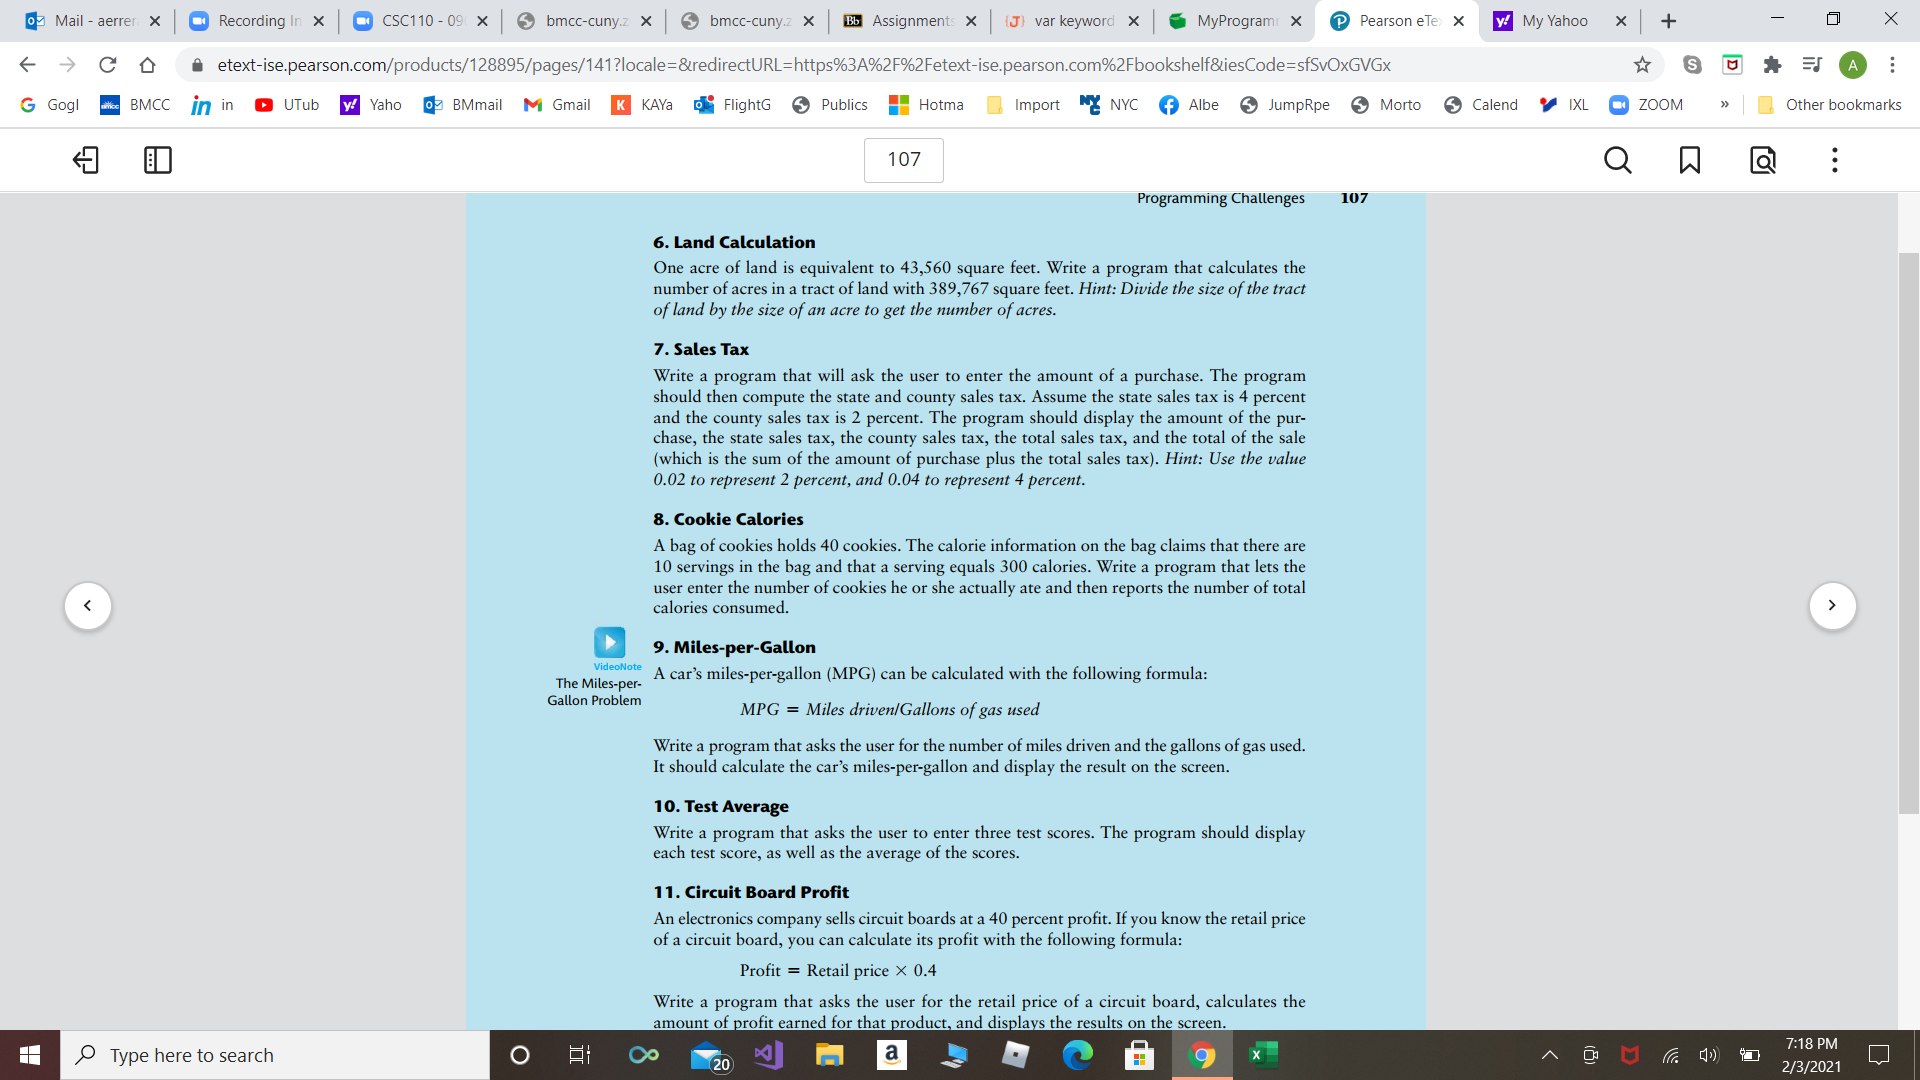 Mail - aerrer
Recording In
CSC110 - 09
bmcc-cuny.z
bmcc-cuny.z
Assignments
var keyword
MyProgram
Pearson eTe
My Yahoo
etext-ise.pearson.com/products/128895/pages/141?locale=&redirectURL=https%3A%2F%2Fetext-ise.pearson.com%2Fbookshelf&iesCode=sfSvOxGVGx
A
Gogl
BMCC
in
UTub
Yaho
BMmail
Gmail
KAYa
FlightG
Publics
Hotma
Import
NYC
Albe
JumpRpe
Morto
Calend
IXL
ZOOM
»
Other bookmarks
107
Programming Challenges 107
6. Land Calculation
One acre of land is equivalent to 43,560 square feet. Write a program that calculates the
number of acres in a tract of land with 389,767 square feet. Hint: Divide the size of the tract
of land by the size of an acre to get the number of acres.
7. Sales Tax
Write a program that will ask the user to enter the amount of a purchase. The program
should then compute the state and county sales tax. Assume the state sales tax is 4 percent
and the county sales tax is 2 percent. The program should display the amount of the pur-
chase, the state sales tax, the county sales tax, the total sales tax, and the total of the sale
(which is the sum of the amount of purchase plus the total sales tax). Hint: Use the value
0.02 to represent 2 percent, and 0.04 to represent 4 percent.
8. Cookie Calories
A bag of cookies holds 40 cookies. The calorie information on the bag claims that there are
10 servings in the bag and that a serving equals 300 calories. Write a program that lets the
user enter the number of cookies he or she actually ate and then reports the number of total
calories consumed.
VideoNote
The Miles-per-
Gallon Problem
9. Miles-per-Gallon
A car's miles-per-gallon (MPG) can be calculated with the following formula:
MPG = Miles driven/Gallons of gas used
Write a program that asks the user for the number of miles driven and the gallons of gas used.
It should calculate the car's miles-per-gallon and display the result on the screen.
10. Test Average
Write a program that asks the user to enter three test scores. The program should display
each test score, as well as the average of the scores.
11. Circuit Board Profit
An electronics company sells circuit boards at a 40 percent profit. If you know the retail price
of a circuit board, you can calculate its profit with the following formula:
Profit = Retail price × 0.4
Write a program that asks the user for the retail price of a circuit board, calculates the
amount of profit earned for that product, and displays the results on the screen.
Type here to search
20
7:18 PM
2/3/2021